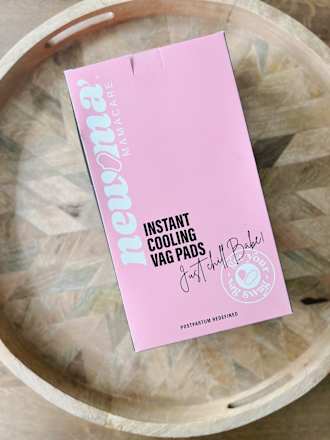 newma
MAMACARE
INSTANT
COOLING
VAG PADS
Just chill Babe!
POSTPARTUM REDEFINED